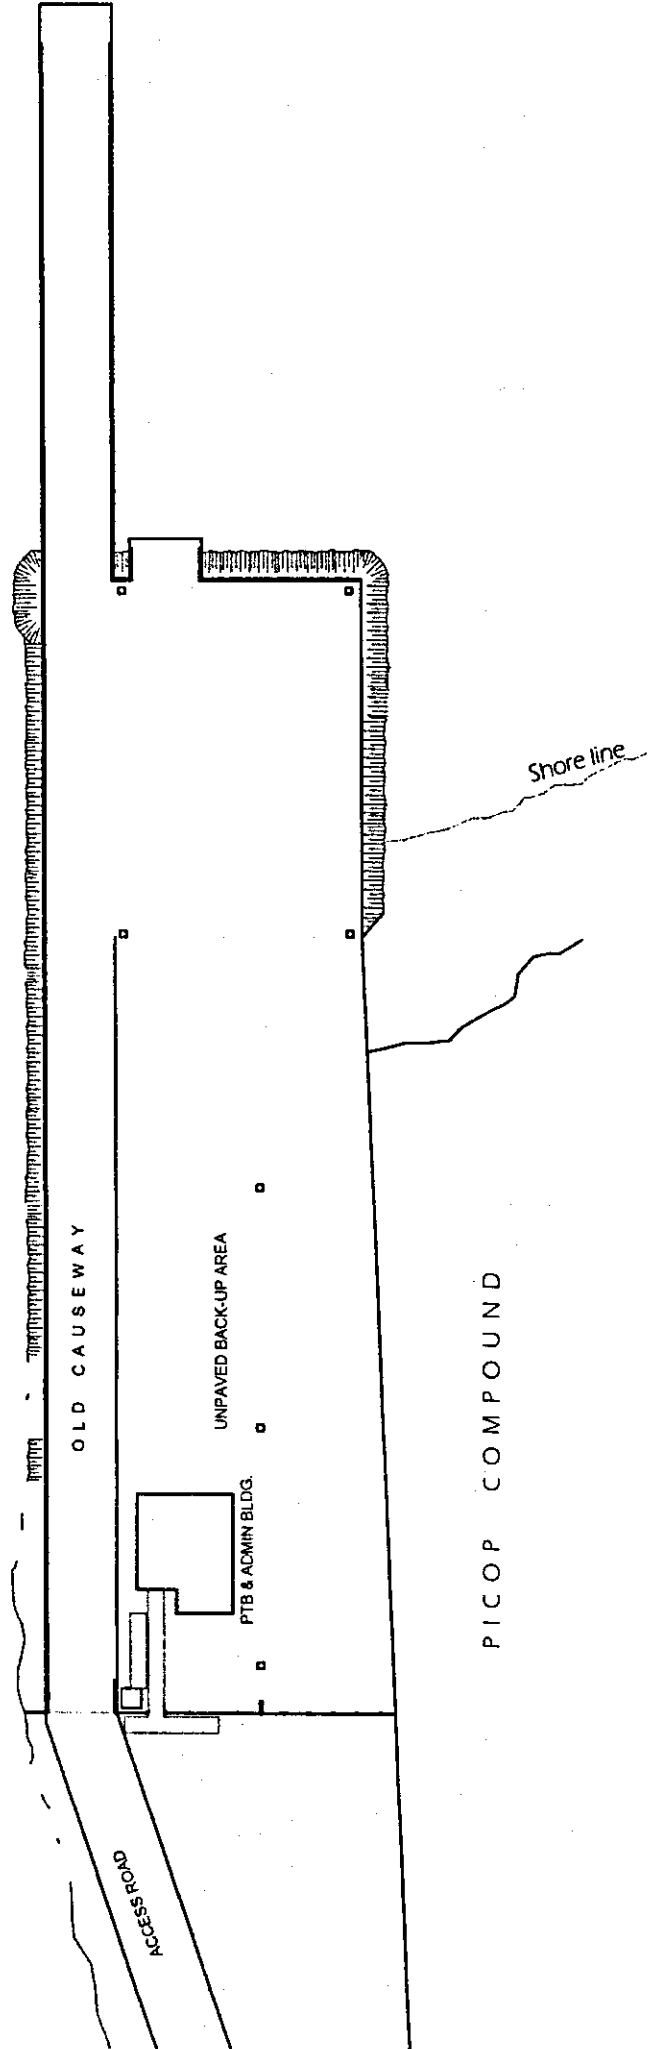 Shore line
OLD CAUSEWAY
UNPAVED BACK-UP AREA
PTB & ADMIN BLDG.
PICOP COMPOUND
ACCESS ROAD